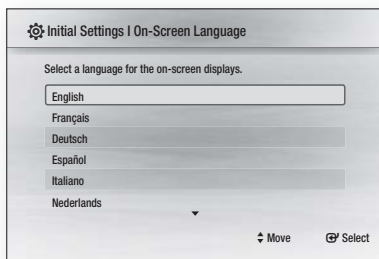 Initial Settings I On-Screen Language
Select a language for the on-screen displays.
English
Français
Deutsch
Español
Italiano
Nederlands
Move Select